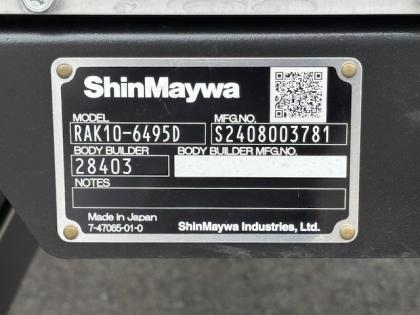 ShinMaywa
MODEL MFG.NO.
RAK10-6495D S2408003781
BODY BUILDER BODY BUILDER MFG.NO.
28403
NOTES
Made in Japan
7-47065-01-0 ShinMaywa Industries, Ltd.